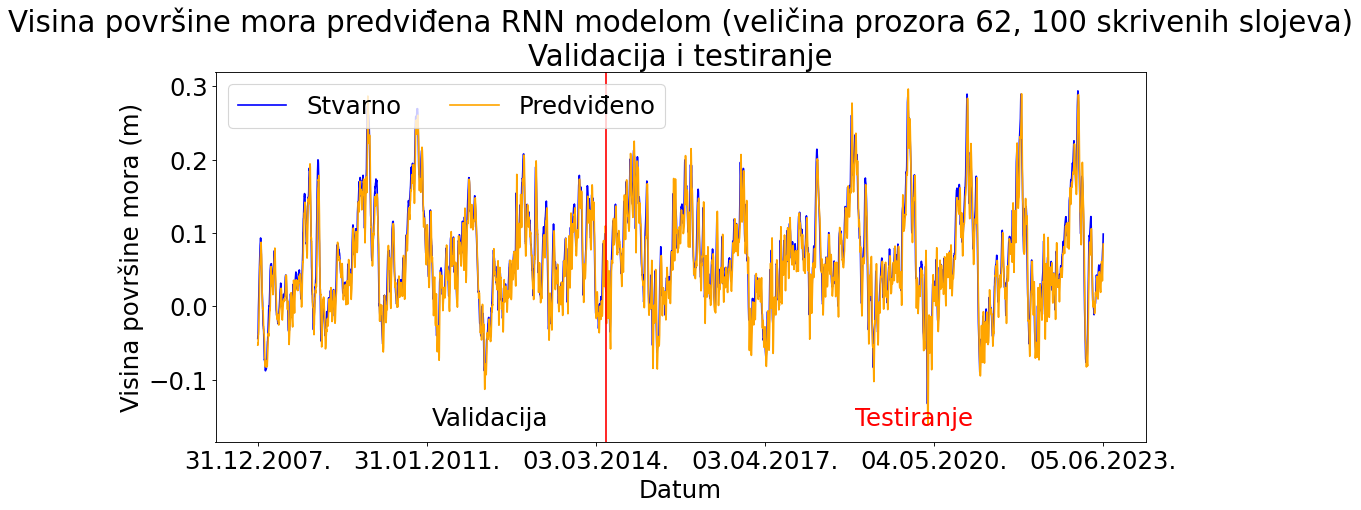 Visina površine mora predviđena RNN modelom (veličina prozora 62, 100 skrivenih slojeva)
Validacija i testiranje
Stvarno
Predviđeno
Visina površine mora (m)
0.3
0.2
0.1
0.0
−0.1
Validacija
Testiranje
31.12.2007.
31.01.2011.
03.03.2014.
03.04.2017.
04.05.2020.
05.06.2023.
Datum